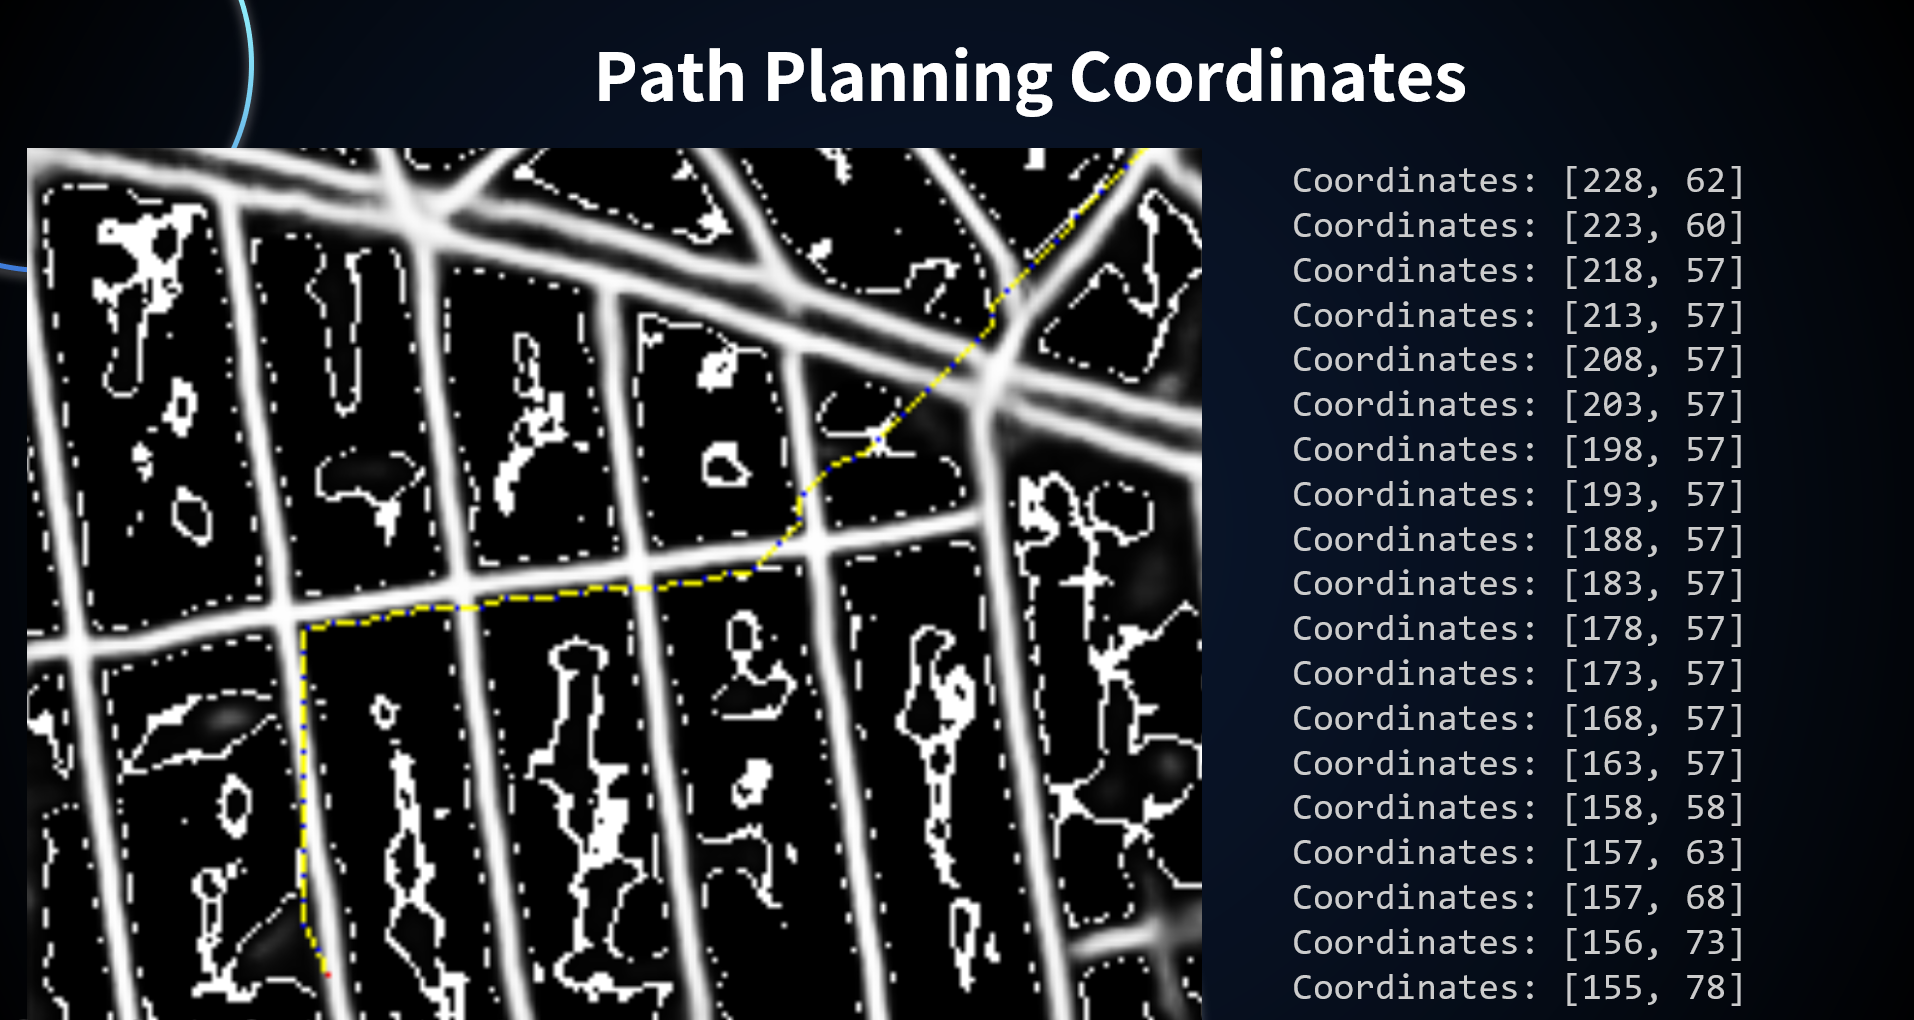 Path Planning Coordinates
Coordinates: [228, 62]
Coordinates: [223, 60]
Coordinates: [218, 57]
Coordinates: [213, 57]
Coordinates: [208, 57]
Coordinates: [203, 57]
Coordinates: [198, 57]
Coordinates: [193, 57]
Coordinates: [188, 57]
Coordinates: [183, 57]
Coordinates: [178, 57]
Coordinates: [173, 57]
Coordinates: [168, 57]
Coordinates: [163, 57]
Coordinates: [158, 58]
Coordinates: [157, 63]
Coordinates: [157, 68]
Coordinates: [156, 73]
Coordinates: [155, 78]